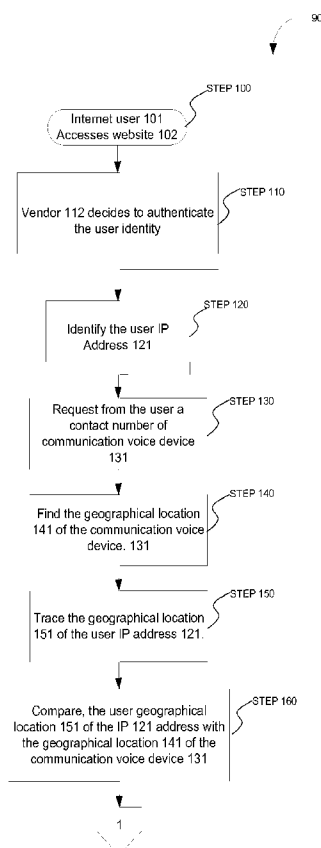 90
STEP 100
Internet user 101
Accesses website 102
STEP 110
Vendor 112 decides to authenticate
the user identity
STEP 120
Identify the user IP
Address 121
STEP 130
Request from the user a
contact number of
communication voice device
131
STEP 140
Find the geographical location
141 of the communication voice
device. 131
STEP 150
Trace the geographical location
151 of the user IP address 121.
STEP 160
Compare, the user geographical
location 151 of the IP 121 address with
the geographical location 141 of the
communication voice device 131
1